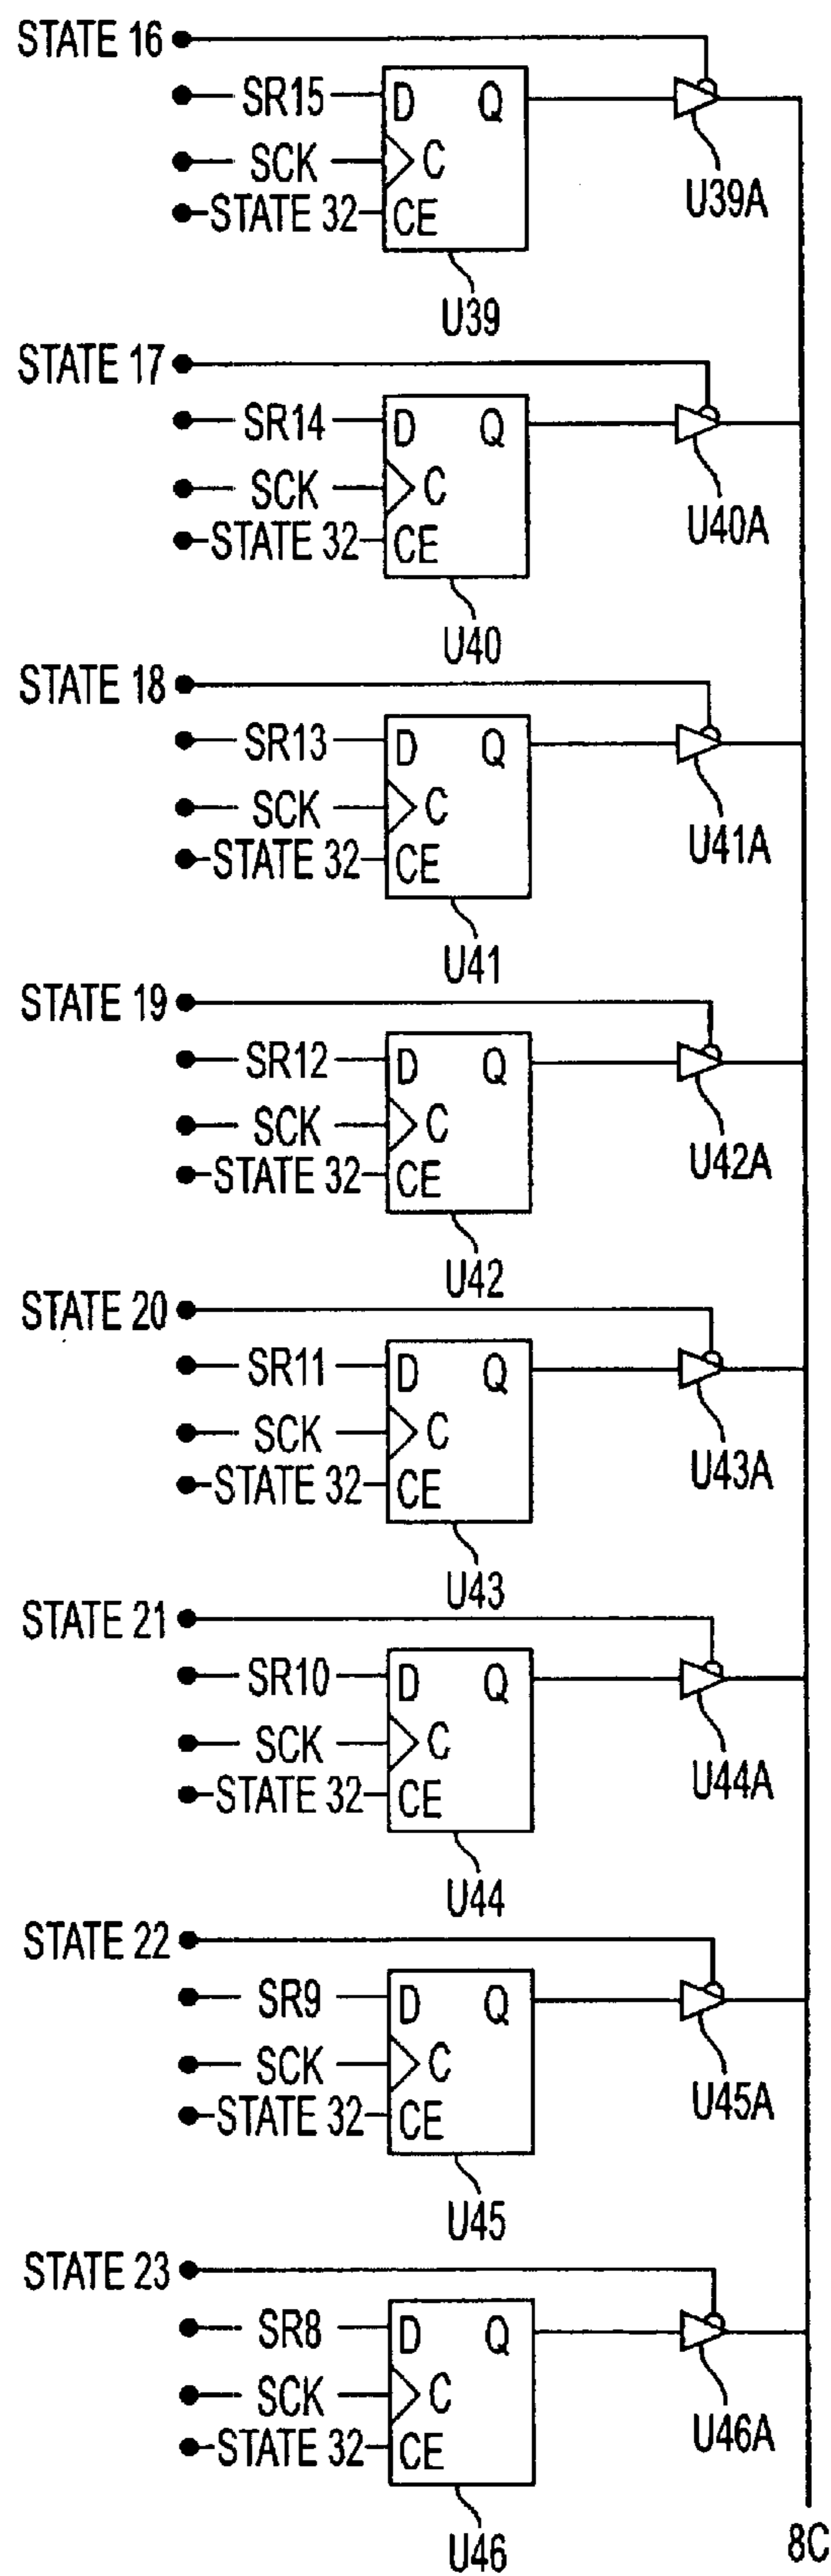 STATE 16
SR15 D Q
SCK C
STATE 32 CE
U39A
U39
STATE 17
SR14 D Q
SCK C
STATE 32 CE
U40A
U40
STATE 18
SR13 D Q
SCK C
STATE 32 CE
U41A
U41
STATE 19
SR12 D Q
SCK C
STATE 32 CE
U42A
U42
STATE 20
SR11 D Q
SCK C
STATE 32 CE
U43A
U43
STATE 21
SR10 D Q
SCK C
STATE 32 CE
U44A
U44
STATE 22
SR9 D Q
SCK C
STATE 32 CE
U45A
U45
STATE 23
SR8 D Q
SCK C
STATE 32 CE
U46A
U46
8C